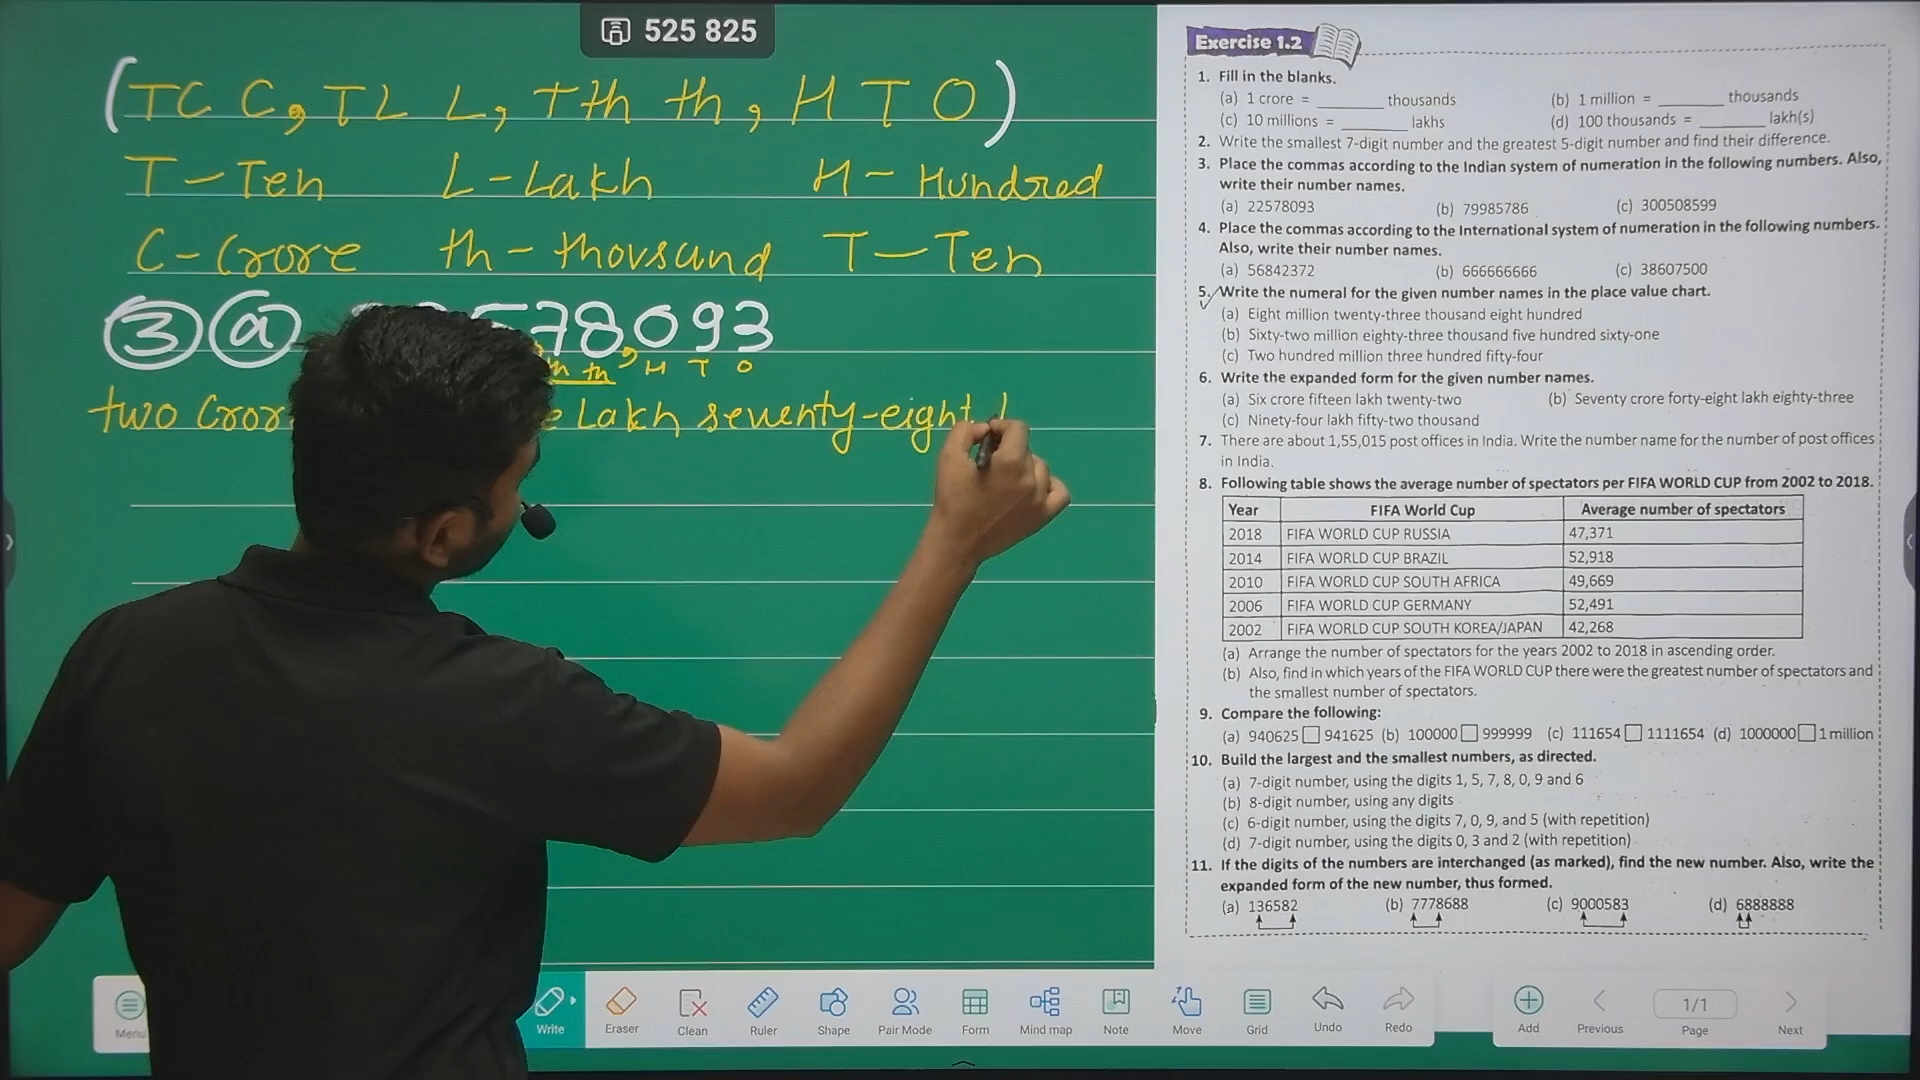 525 825
(TC C, TL L, Tth th, H T O)
T-Ten L-Lakh H-Hundred
C-Crore th-thousand T-Ten
3 a 578,093
th H T O
two Lakh seventy-eight
Exercise 1.2
1. Fill in the blanks.
(a) 1 crore = ________ thousands (b) 1 million = ________ thousands
(c) 10 millions = ________ lakhs (d) 100 thousands = ________ lakh(s)
2. Write the smallest 7-digit number and the greatest 5-digit number and find their difference.
3. Place the commas according to the Indian system of numeration in the following numbers. Also,
write their number names.
(a) 22578093 (b) 79985786 (c) 300508599
4. Place the commas according to the International system of numeration in the following numbers.
Also, write their number names.
(a) 56842372 (b) 666666666 (c) 38607500
5. Write the numeral for the given number names in the place value chart.
(a) Eight million twenty-three thousand eight hundred
(b) Sixty-two million eighty-three thousand five hundred sixty-one
(c) Two hundred million three hundred fifty-four
6. Write the expanded form for the given number names.
(a) Six crore fifteen lakh twenty-two (b) Seventy crore forty-eight lakh eighty-three
(c) Ninety-four lakh fifty-two thousand
7. There are about 1,55,015 post offices in India. Write the number name for the number of post offices
in India.
8. Following table shows the average number of spectators per FIFA WORLD CUP from 2002 to 2018.
Year FIFA World Cup Average number of spectators
2018 FIFA WORLD CUP RUSSIA 47,371
2014 FIFA WORLD CUP BRAZIL 52,918
2010 FIFA WORLD CUP SOUTH AFRICA 49,669
2006 FIFA WORLD CUP GERMANY 52,491
2002 FIFA WORLD CUP SOUTH KOREA/JAPAN 42,268
(a) Arrange the number of spectators for the years 2002 to 2018 in ascending order.
(b) Also, find in which years of the FIFA WORLD CUP there were the greatest number of spectators and
the smallest number of spectators.
9. Compare the following:
(a) 940625 □ 941625 (b) 100000 □ 999999 (c) 111654 □ 1111654 (d) 1000000 □ 1 million
10. Build the largest and the smallest numbers, as directed.
(a) 7-digit number, using the digits 1, 5, 7, 8, 0, 9 and 6
(b) 8-digit number, using any digits
(c) 6-digit number, using the digits 7, 0, 9, and 5 (with repetition)
(d) 7-digit number, using the digits 0, 3 and 2 (with repetition)
11. If the digits of the numbers are interchanged (as marked), find the new number. Also, write the
expanded form of the new number, thus formed.
(a) 136582 (b) 7778688 (c) 9000583 (d) 6888888
Menu Write Eraser Clean Ruler Shape Pair Mode Form Mind map Note Move Grid Undo Redo
Add Previous 1/1 Page Next